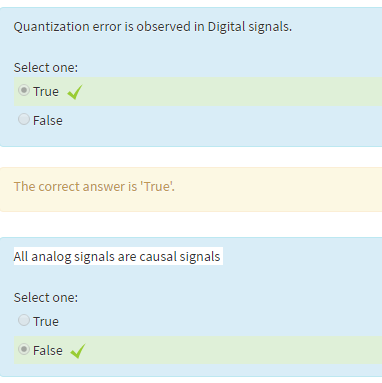 Quantization error is observed in Digital signals.
Select one:
True
False
The correct answer is 'True'.
All analog signals are causal signals
Select one:
True
False